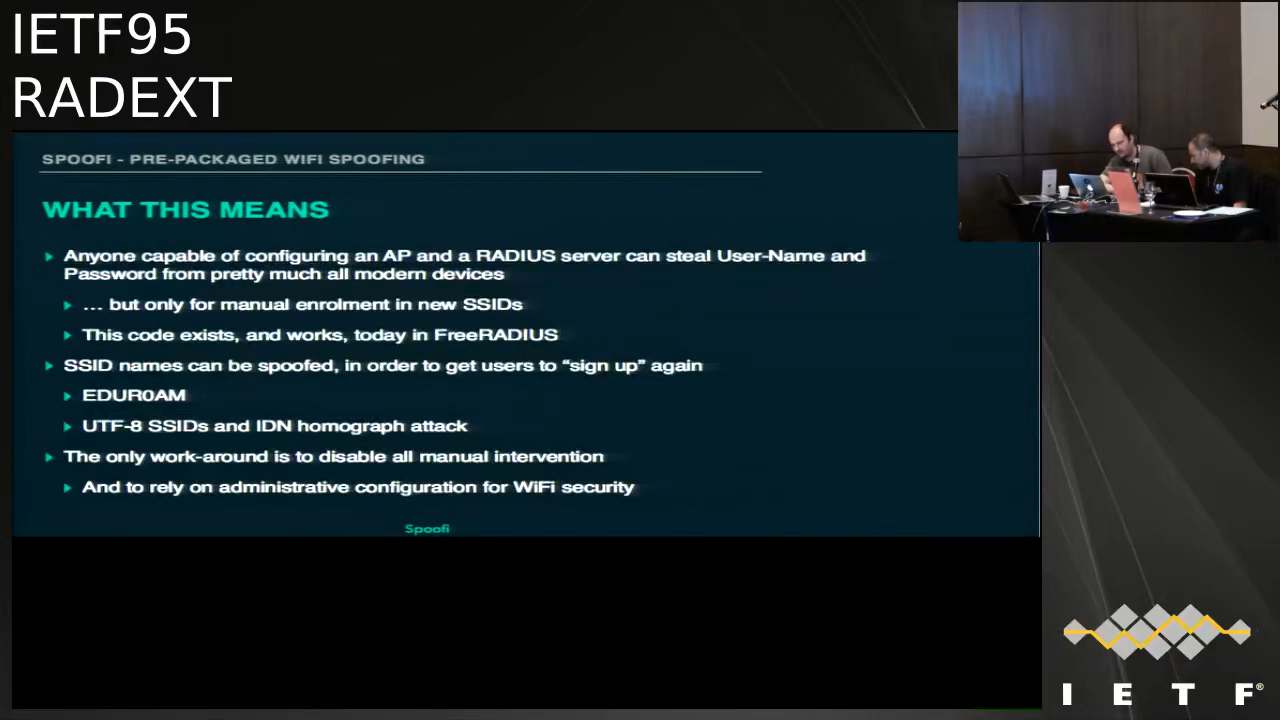 IETF95
RADEXT
SPOOFI - PRE-PACKAGED WIFI SPOOFING
WHAT THIS MEANS
Anyone capable of configuring an AP and a RADIUS server can steal User-Name and
Password from pretty much all modern devices
... but only for manual enrolment in new SSIDs
This code exists, and works, today in FreeRADIUS
SSID names can be spoofed, in order to get users to “sign up” again
EDUR0AM
UTF-8 SSIDs and IDN homograph attack
The only work-around is to disable all manual intervention
And to rely on administrative configuration for WiFi security
Spoofi
I E T F®